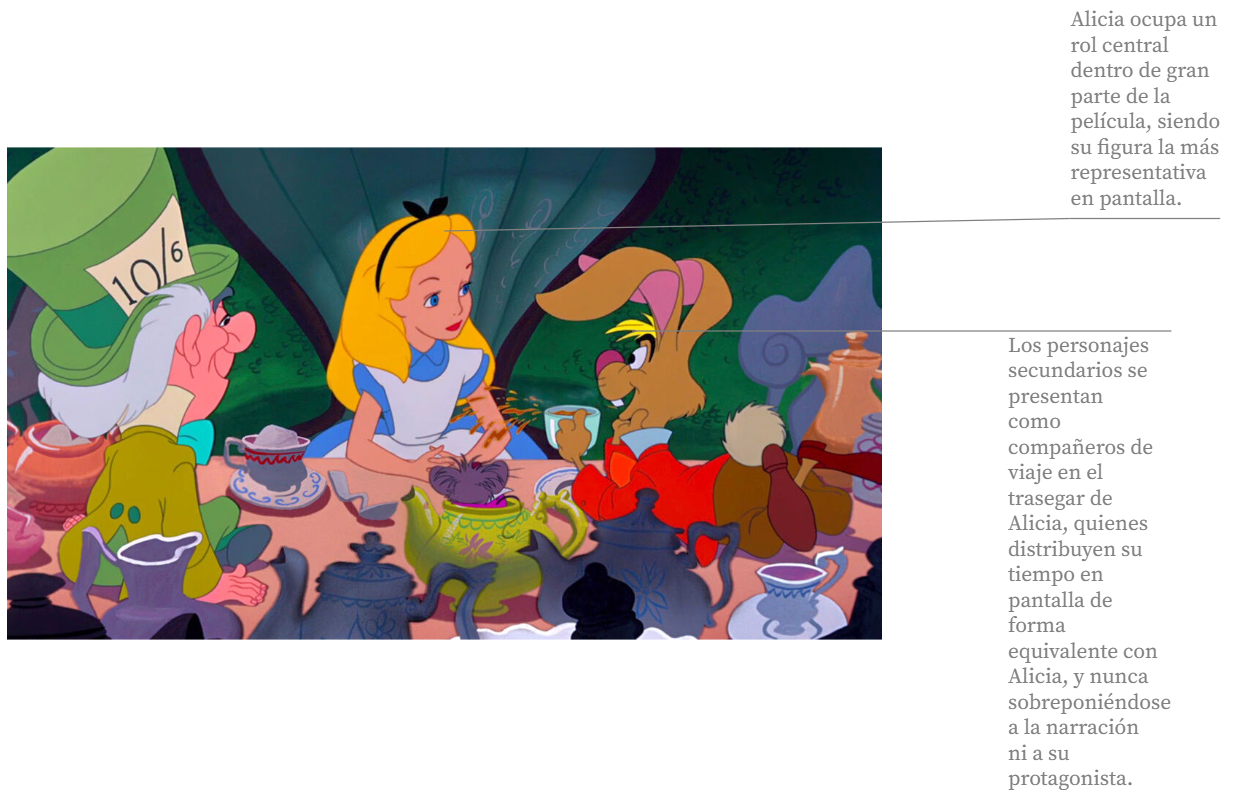 Alicia ocupa un
rol central
dentro de gran
parte de la
película, siendo
su figura la más
representativa
en pantalla.
10/6
Los personajes
secundarios se
presentan
como
compañeros de
viaje en el
trasegar de
Alicia, quienes
distribuyen su
tiempo en
pantalla de
forma
equivalente con
Alicia, y nunca
sobreponiéndose
a la narración
ni a su
protagonista.